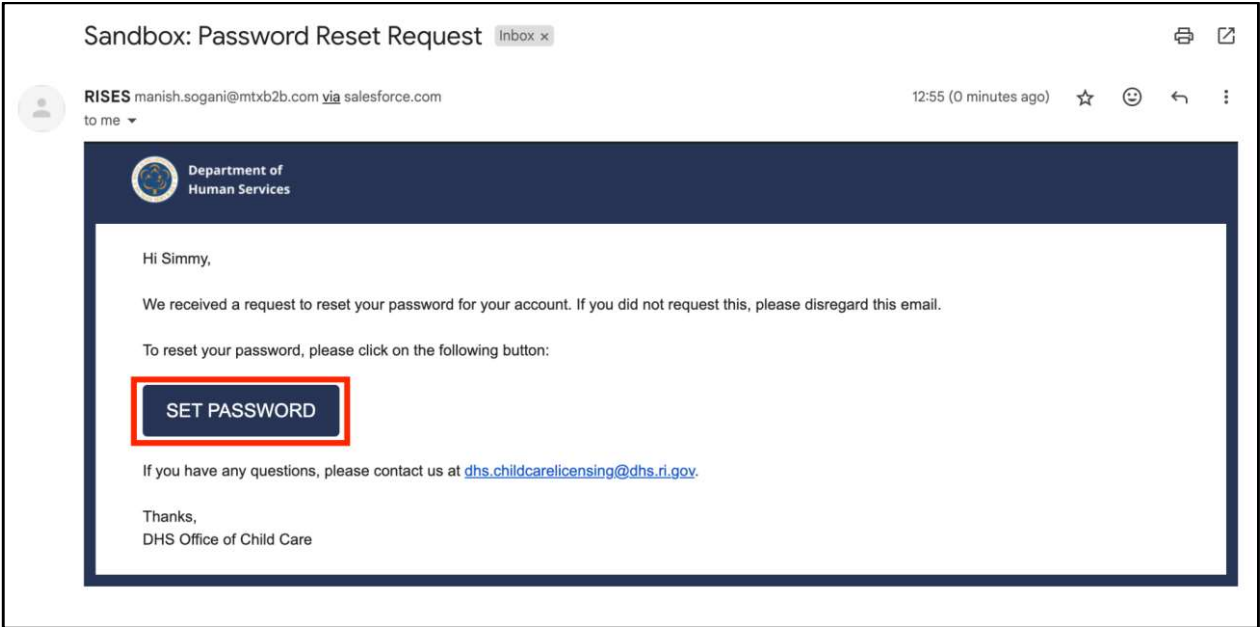 Sandbox: Password Reset Request Inbox x
RISES manish.sogani@mtxb2b.com via salesforce.com 12:55 (0 minutes ago)
to me
Department of
Human Services
Hi Simmy,
We received a request to reset your password for your account. If you did not request this, please disregard this email.
To reset your password, please click on the following button:
SET PASSWORD
If you have any questions, please contact us at dhs.childcarelicensing@dhs.ri.gov.
Thanks,
DHS Office of Child Care